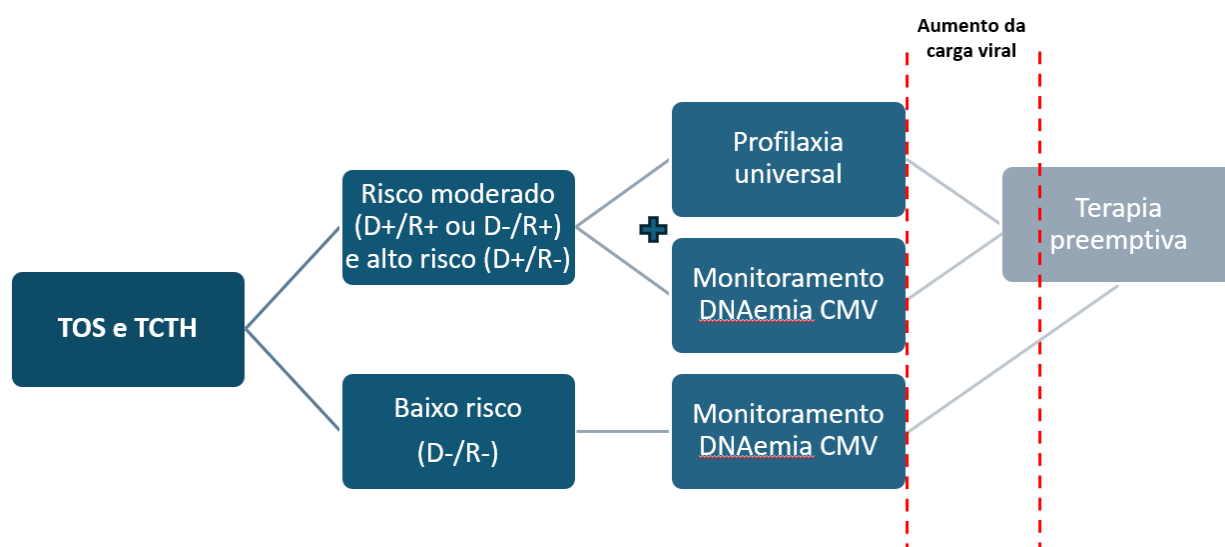 Aumento da
carga viral
Profilaxia
universal
Risco moderado
(D+/R+ ou D-/R+)
e alto risco (D+/R-)
Terapia
preemptiva
Monitoramento
DNAemia CMV
TOS e TCTH
Baixo risco
(D-/R-)
Monitoramento
DNAemia CMV